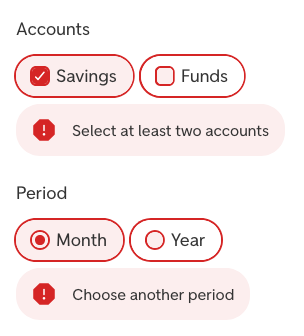 Accounts
Savings Funds
Select at least two accounts
Period
Month Year
Choose another period